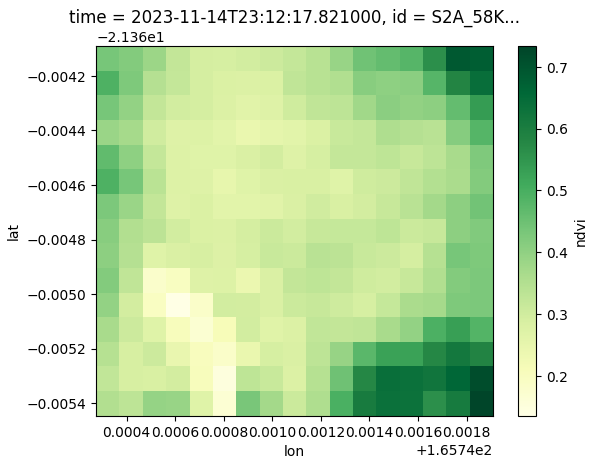 time = 2023-11-14T23:12:17.821000, id = S2A_58K...
−2.136e1
−0.0042
−0.0044
−0.0046
−0.0048
−0.0050
−0.0052
−0.0054
lat
0.0004 0.0006 0.0008 0.0010 0.0012 0.0014 0.0016 0.0018
lon
+1.6574e2
0.7
0.6
0.5
0.4
0.3
0.2
ndvi